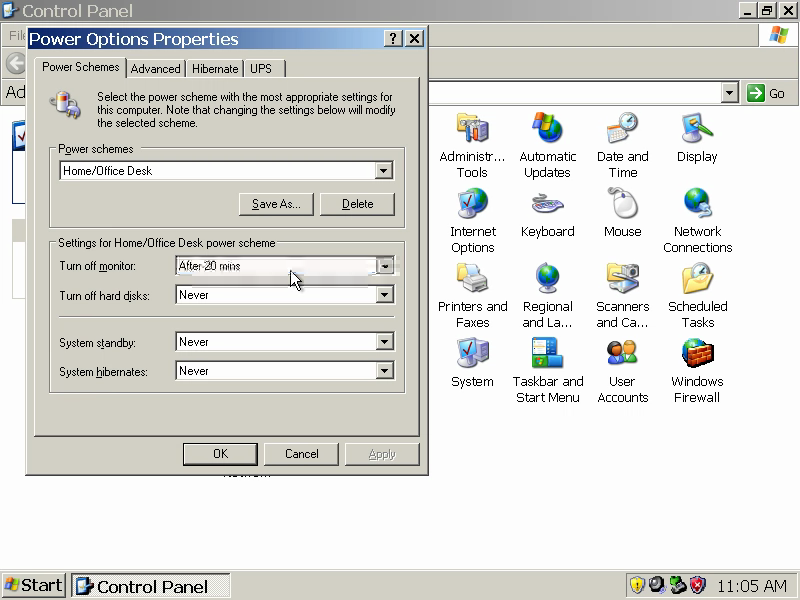 Control Panel
Power Options Properties
Power Schemes
Advanced
Hibernate
UPS
Select the power scheme with the most appropriate settings for
this computer. Note that changing the settings below will modify
the selected scheme.
Power schemes
Home/Office Desk
Save As...
Delete
Settings for Home/Office Desk power scheme
Turn off monitor:
After 20 mins
Turn off hard disks:
Never
System standby:
Never
System hibernates:
Never
OK
Cancel
Apply
Ad
Go
Administr...
Tools
Automatic
Updates
Date and
Time
Display
Internet
Options
Keyboard
Mouse
Network
Connections
Printers and
Faxes
Regional
and La...
Scanners
and Ca...
Scheduled
Tasks
System
Taskbar and
Start Menu
User
Accounts
Windows
Firewall
Start
Control Panel
11:05 AM